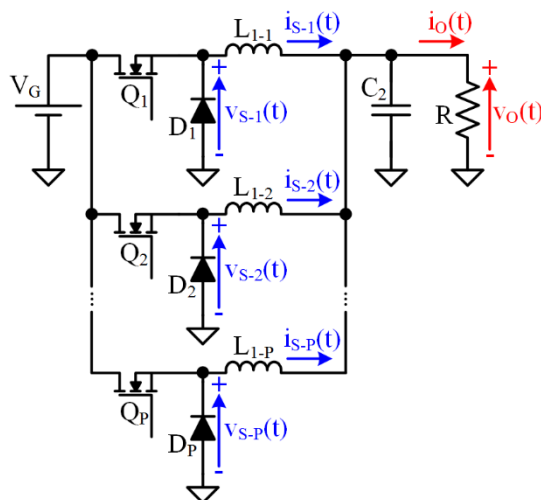 L1-1 iS-1(t) iO(t)
+ +
VG Q1 vS-1(t) C2 vO(t)
D1 R
- -
L1-2 iS-2(t)
+
Q2 vS-2(t)
D2
-
L1-P iS-P(t)
+
QP vS-P(t)
DP
-